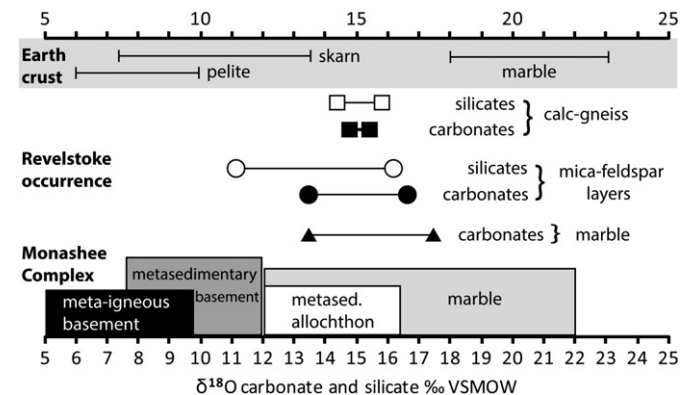 5 10 15 20 25
Earth
crust
skarn
pelite
marble
silicates
carbonates
} calc-gneiss
Revelstoke
occurrence
silicates
carbonates
} mica-feldspar
layers
carbonates } marble
Monashee
Complex
metasedimentary
basement
meta-igneous
basement
metased.
allochthon
marble
5 6 7 8 9 10 11 12 13 14 15 16 17 18 19 20 21 22 23 24 25
δ¹⁸O carbonate and silicate ‰ VSMOW